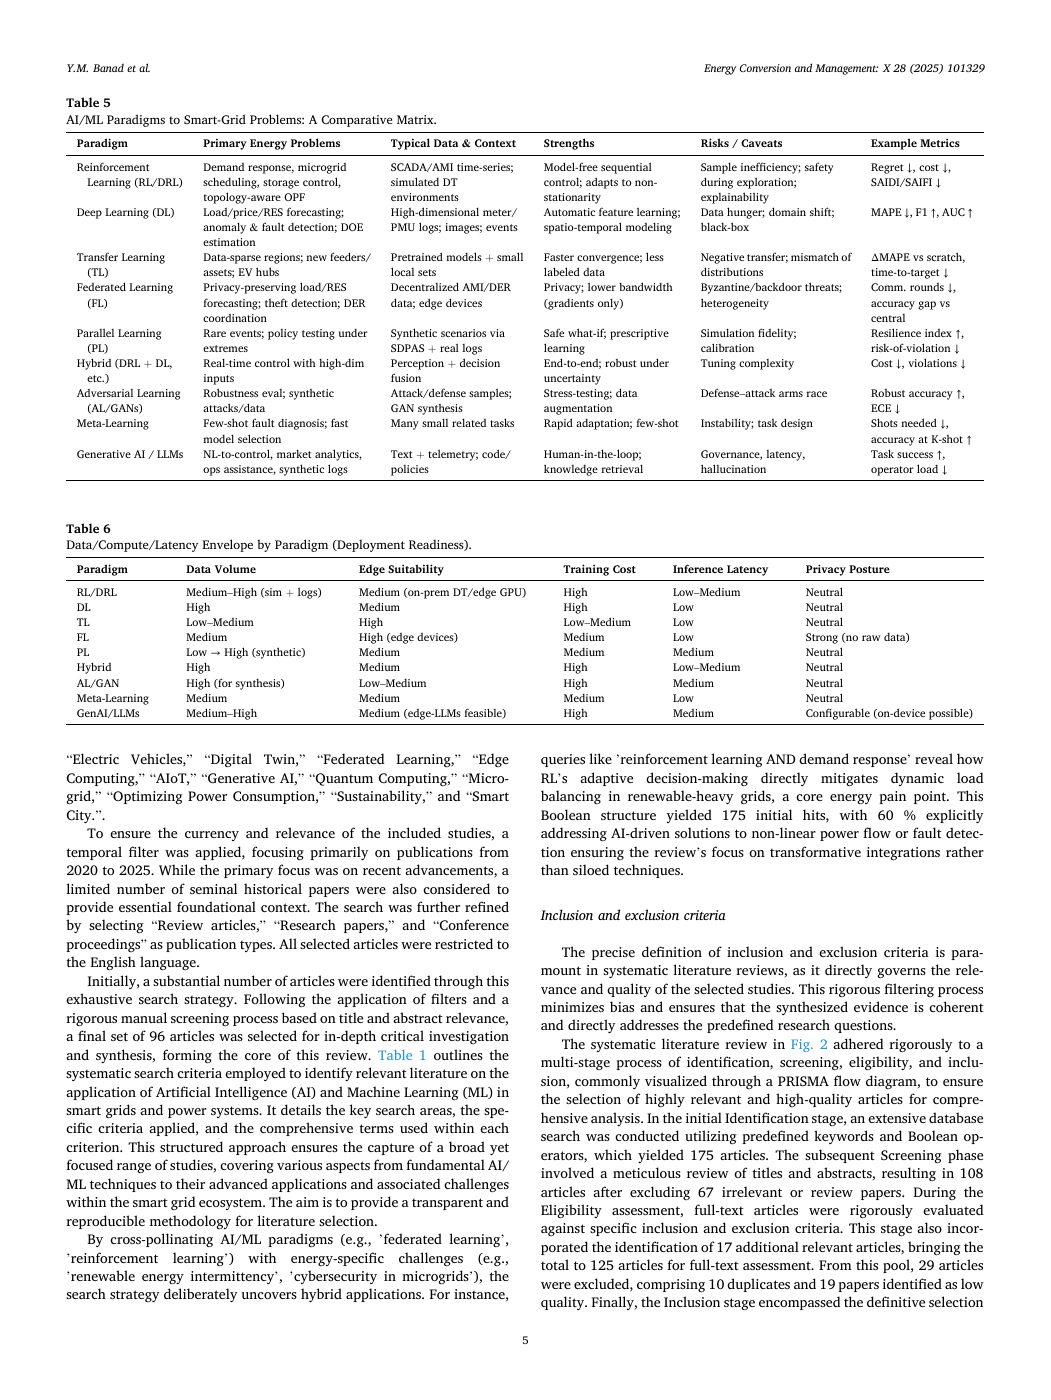 Y.M. Banad et al.
Energy Conversion and Management: X 28 (2025) 101329
Table 5
AI/ML Paradigms to Smart-Grid Problems: A Comparative Matrix.
Paradigm Primary Energy Problems Typical Data & Context Strengths Risks / Caveats Example Metrics
Reinforcement Demand response, microgrid SCADA/AMI time-series; Model-free sequential Sample inefficiency; safety Regret ↓, cost ↓,
Learning (RL/DRL) scheduling, storage control, simulated DT control; adapts to non- during exploration; SAIDI/SAIFI ↓
topology-aware OPF environments stationarity explainability
Deep Learning (DL) Load/price/RES forecasting; High-dimensional meter/ Automatic feature learning; Data hunger; domain shift; MAPE ↓, F1 ↑, AUC ↑
anomaly & fault detection; DOE PMU logs; images; events spatio-temporal modeling black-box
estimation
Transfer Learning Data-sparse regions; new feeders/ Pretrained models + small Faster convergence; less Negative transfer; mismatch of ΔMAPE vs scratch,
(TL) assets; EV hubs local sets labeled data distributions time-to-target ↓
Federated Learning Privacy-preserving load/RES Decentralized AMI/DER Privacy; lower bandwidth Byzantine/backdoor threats; Comm. rounds ↓,
(FL) forecasting; theft detection; DER data; edge devices (gradients only) heterogeneity accuracy gap vs
coordination central
Parallel Learning Rare events; policy testing under Synthetic scenarios via Safe what-if; prescriptive Simulation fidelity; Resilience index ↑,
(PL) extremes SDPAS + real logs learning calibration risk-of-violation ↓
Hybrid (DRL + DL, Real-time control with high-dim Perception + decision End-to-end; robust under Tuning complexity Cost ↓, violations ↓
etc.) inputs fusion uncertainty
Adversarial Learning Robustness eval; synthetic Attack/defense samples; Stress-testing; data Defense–attack arms race Robust accuracy ↑,
(AL/GANs) attacks/data GAN synthesis augmentation ECE ↓
Meta-Learning Few-shot fault diagnosis; fast Many small related tasks Rapid adaptation; few-shot Instability; task design Shots needed ↓,
model selection accuracy at K-shot ↑
Generative AI / LLMs NL-to-control, market analytics, Text + telemetry; code/ Human-in-the-loop; Governance, latency, Task success ↑,
ops assistance, synthetic logs policies knowledge retrieval hallucination operator load ↓
Table 6
Data/Compute/Latency Envelope by Paradigm (Deployment Readiness).
Paradigm Data Volume Edge Suitability Training Cost Inference Latency Privacy Posture
RL/DRL Medium–High (sim + logs) Medium (on-prem DT/edge GPU) High Low–Medium Neutral
DL High Medium High Low Neutral
TL Low–Medium High Low–Medium Low Neutral
FL Medium High (edge devices) Medium Low Strong (no raw data)
PL Low → High (synthetic) Medium Medium Medium Neutral
Hybrid High Medium High Low–Medium Neutral
AL/GAN High (for synthesis) Low–Medium High Medium Neutral
Meta-Learning Medium Medium Medium Low Neutral
GenAI/LLMs Medium–High Medium (edge-LLMs feasible) High Medium Configurable (on-device possible)
“Electric Vehicles,” “Digital Twin,” “Federated Learning,” “Edge
Computing,” “AIoT,” “Generative AI,” “Quantum Computing,” “Micro-
grid,” “Optimizing Power Consumption,” “Sustainability,” and “Smart
City.”.
To ensure the currency and relevance of the included studies, a
temporal filter was applied, focusing primarily on publications from
2020 to 2025. While the primary focus was on recent advancements, a
limited number of seminal historical papers were also considered to
provide essential foundational context. The search was further refined
by selecting “Review articles,” “Research papers,” and “Conference
proceedings” as publication types. All selected articles were restricted to
the English language.
Initially, a substantial number of articles were identified through this
exhaustive search strategy. Following the application of filters and a
rigorous manual screening process based on title and abstract relevance,
a final set of 96 articles was selected for in-depth critical investigation
and synthesis, forming the core of this review. Table 1 outlines the
systematic search criteria employed to identify relevant literature on the
application of Artificial Intelligence (AI) and Machine Learning (ML) in
smart grids and power systems. It details the key search areas, the spe-
cific criteria applied, and the comprehensive terms used within each
criterion. This structured approach ensures the capture of a broad yet
focused range of studies, covering various aspects from fundamental AI/
ML techniques to their advanced applications and associated challenges
within the smart grid ecosystem. The aim is to provide a transparent and
reproducible methodology for literature selection.
By cross-pollinating AI/ML paradigms (e.g., ’federated learning’,
’reinforcement learning’) with energy-specific challenges (e.g.,
’renewable energy intermittency’, ’cybersecurity in microgrids’), the
search strategy deliberately uncovers hybrid applications. For instance,
queries like ’reinforcement learning AND demand response’ reveal how
RL’s adaptive decision-making directly mitigates dynamic load
balancing in renewable-heavy grids, a core energy pain point. This
Boolean structure yielded 175 initial hits, with 60 % explicitly
addressing AI-driven solutions to non-linear power flow or fault detec-
tion ensuring the review’s focus on transformative integrations rather
than siloed techniques.
Inclusion and exclusion criteria
The precise definition of inclusion and exclusion criteria is para-
mount in systematic literature reviews, as it directly governs the rele-
vance and quality of the selected studies. This rigorous filtering process
minimizes bias and ensures that the synthesized evidence is coherent
and directly addresses the predefined research questions.
The systematic literature review in Fig. 2 adhered rigorously to a
multi-stage process of identification, screening, eligibility, and inclu-
sion, commonly visualized through a PRISMA flow diagram, to ensure
the selection of highly relevant and high-quality articles for compre-
hensive analysis. In the initial Identification stage, an extensive database
search was conducted utilizing predefined keywords and Boolean op-
erators, which yielded 175 articles. The subsequent Screening phase
involved a meticulous review of titles and abstracts, resulting in 108
articles after excluding 67 irrelevant or review papers. During the
Eligibility assessment, full-text articles were rigorously evaluated
against specific inclusion and exclusion criteria. This stage also incor-
porated the identification of 17 additional relevant articles, bringing the
total to 125 articles for full-text assessment. From this pool, 29 articles
were excluded, comprising 10 duplicates and 19 papers identified as low
quality. Finally, the Inclusion stage encompassed the definitive selection
5